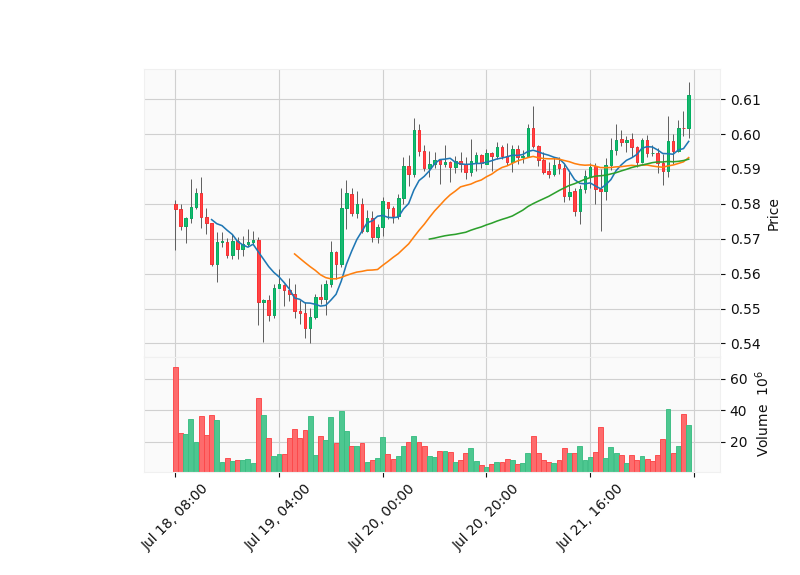 0.61
0.60
0.59
0.58
0.57
0.56
0.55
0.54
Price
60
40
20
Volume 10^6
Jul 18, 08:00
Jul 19, 04:00
Jul 20, 00:00
Jul 20, 20:00
Jul 21, 16:00